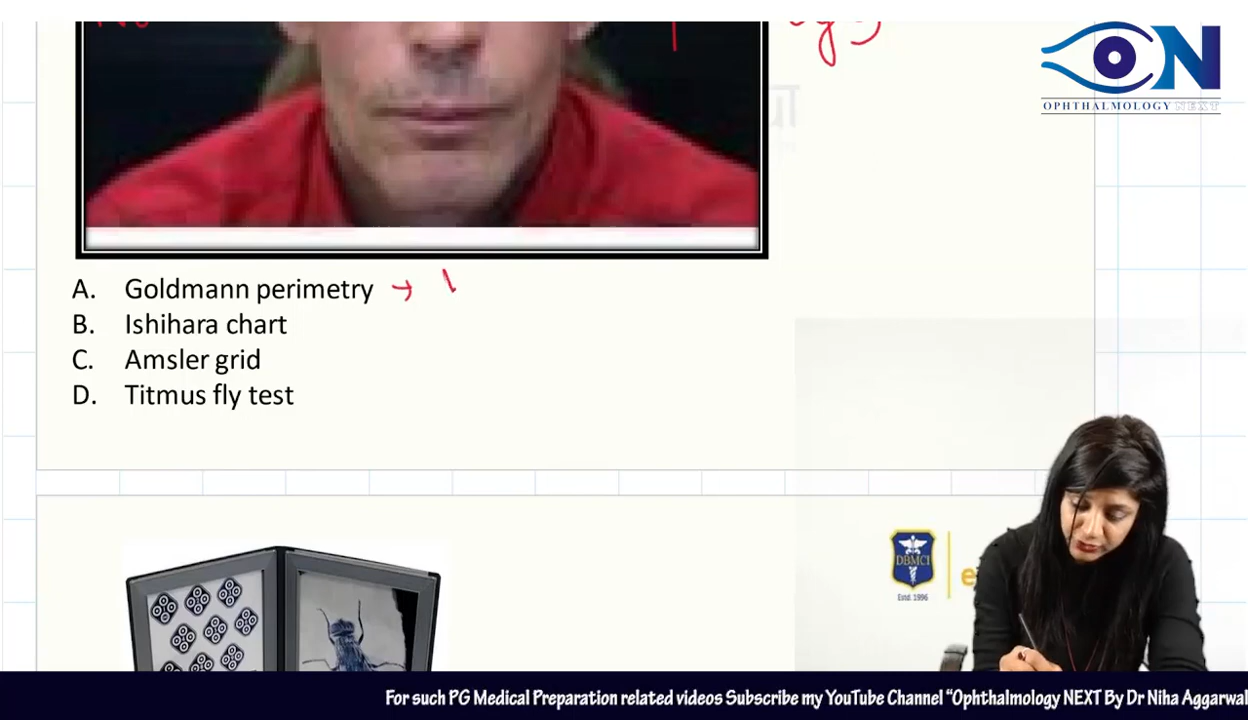 ON
OPHTHALMOLOGY NEXT
A. Goldmann perimetry →
B. Ishihara chart
C. Amsler grid
D. Titmus fly test
DBMCI
Estd. 1996
e
For such PG Medical Preparation related videos Subscribe my YouTube Channel “Ophthalmology NEXT By Dr Niha Aggarwal